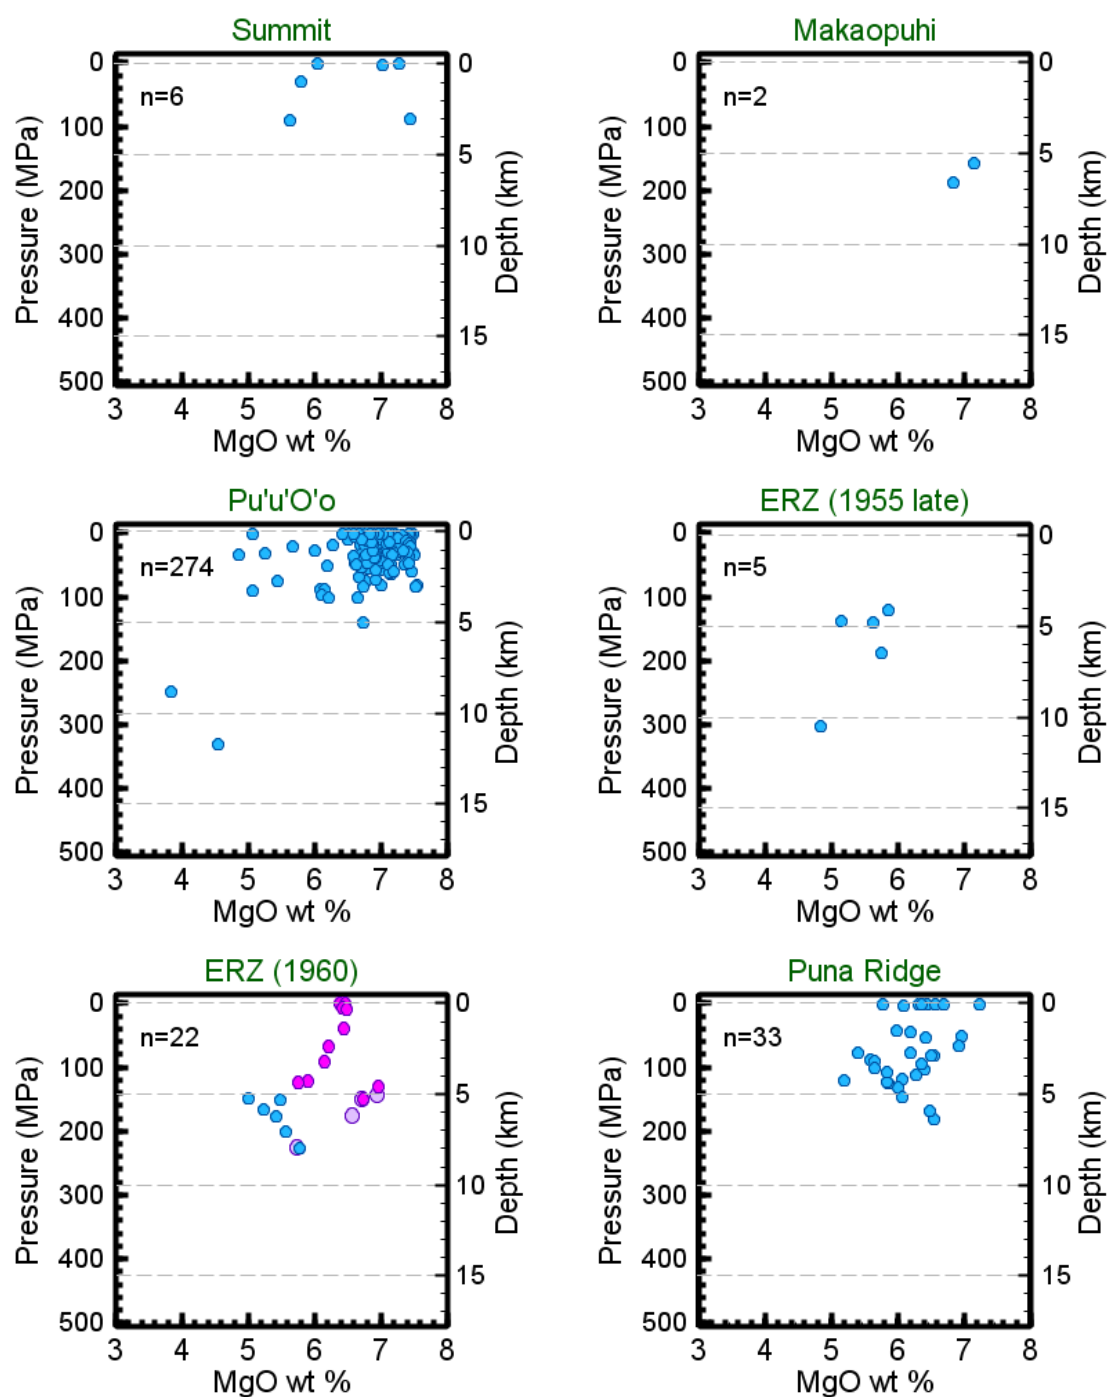 Summit
n=6
Pressure (MPa)
0
100
200
300
400
500
0
5
10
15
Depth (km)
3 4 5 6 7 8
MgO wt %
Makaopuhi
n=2
Pressure (MPa)
0
100
200
300
400
500
0
5
10
15
Depth (km)
3 4 5 6 7 8
MgO wt %
Pu'u'O'o
n=274
Pressure (MPa)
0
100
200
300
400
500
0
5
10
15
Depth (km)
3 4 5 6 7 8
MgO wt %
ERZ (1955 late)
n=5
Pressure (MPa)
0
100
200
300
400
500
0
5
10
15
Depth (km)
3 4 5 6 7 8
MgO wt %
ERZ (1960)
n=22
Pressure (MPa)
0
100
200
300
400
500
0
5
10
15
Depth (km)
3 4 5 6 7 8
MgO wt %
Puna Ridge
n=33
Pressure (MPa)
0
100
200
300
400
500
0
5
10
15
Depth (km)
3 4 5 6 7 8
MgO wt %